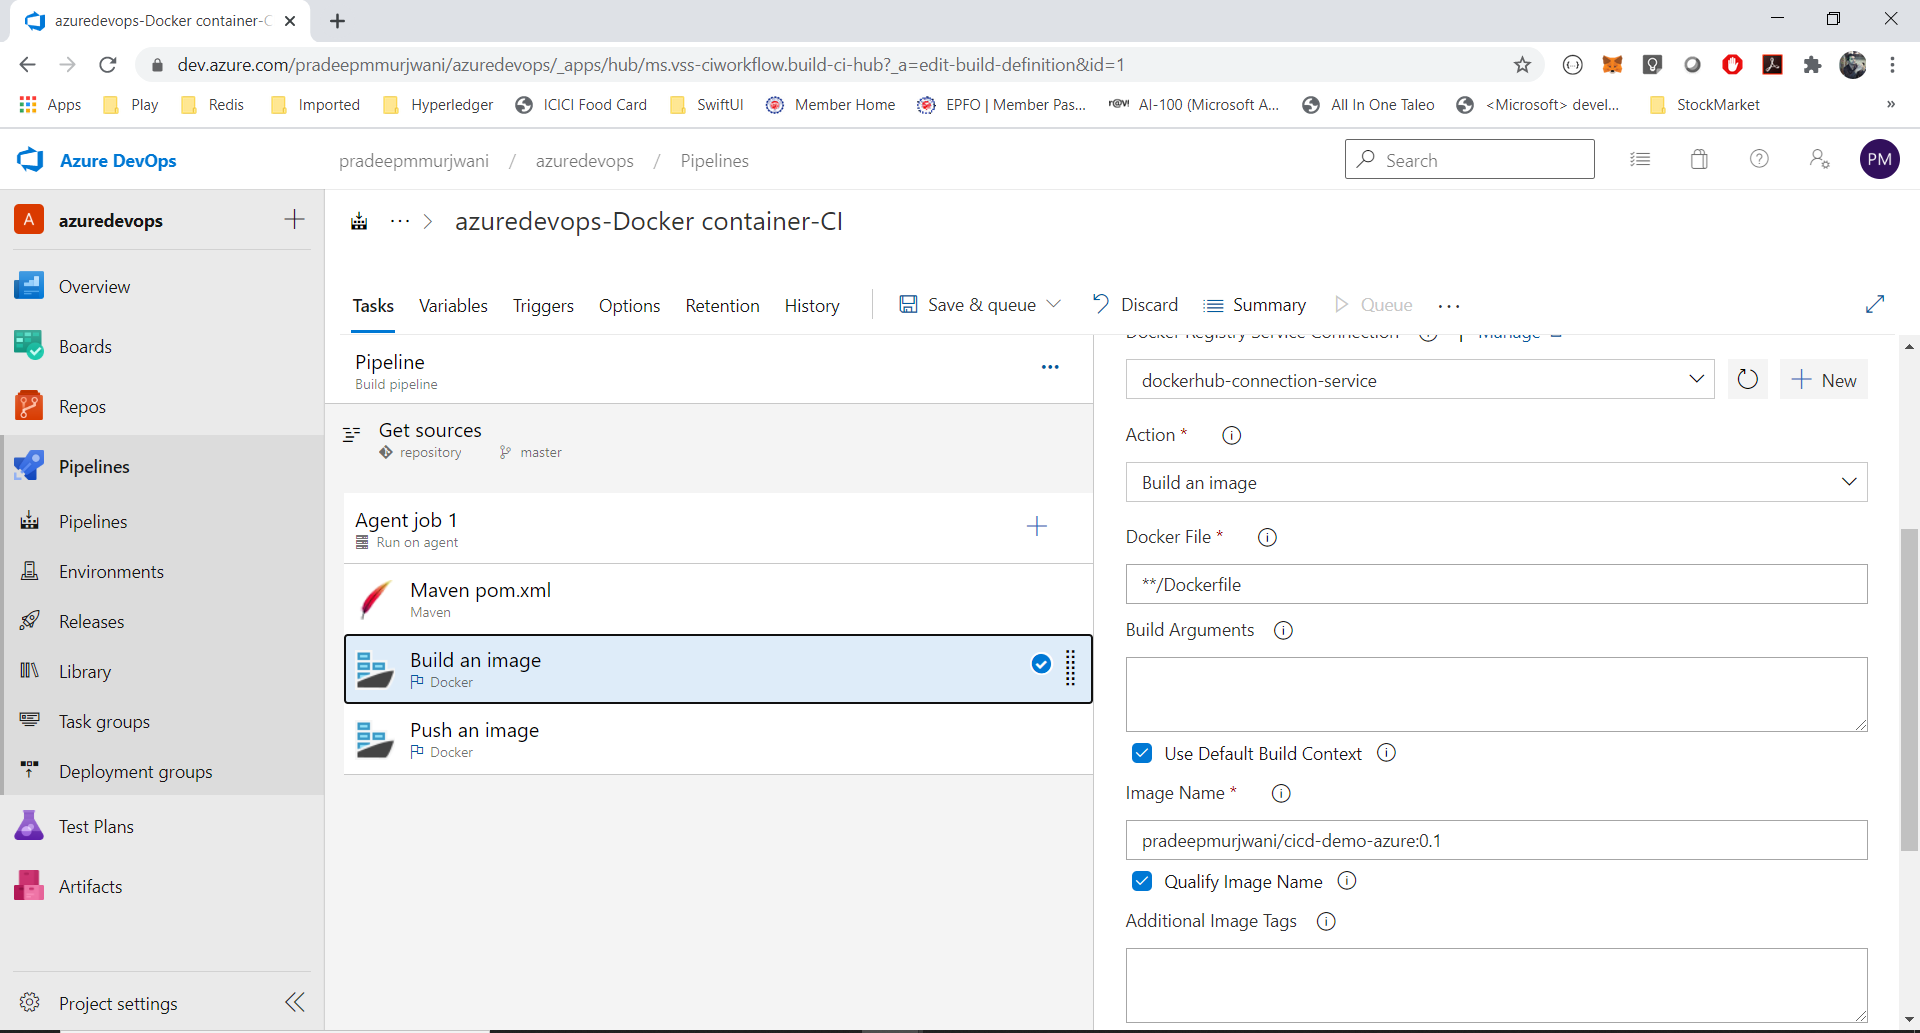 azuredevops-Docker container-C
dev.azure.com/pradeepmmurjwani/azuredevops/_apps/hub/ms.vss-ciworkflow.build-ci-hub?_a=edit-build-definition&id=1
Apps Play Redis Imported Hyperledger ICICI Food Card SwiftUI Member Home EPFO | Member Pas... r@v! AI-100 (Microsoft A... All In One Taleo <Microsoft> devel... StockMarket »
Azure DevOps pradeepmmurjwani / azuredevops / Pipelines Search PM
A azuredevops
azuredevops-Docker container-CI
Overview
Tasks Variables Triggers Options Retention History Save & queue Discard Summary Queue
Boards
Repos
Pipelines
Pipelines
Environments
Releases
Library
Task groups
Deployment groups
Test Plans
Artifacts
Project settings
Pipeline
Build pipeline
Get sources
repository master
Agent job 1
Run on agent
Maven pom.xml
Maven
Build an image
Docker
Push an image
Docker
Docker Registry Service Connection | Manage
dockerhub-connection-service New
Action *
Build an image
Docker File *
**/Dockerfile
Build Arguments
Use Default Build Context
Image Name *
pradeepmurjwani/cicd-demo-azure:0.1
Qualify Image Name
Additional Image Tags